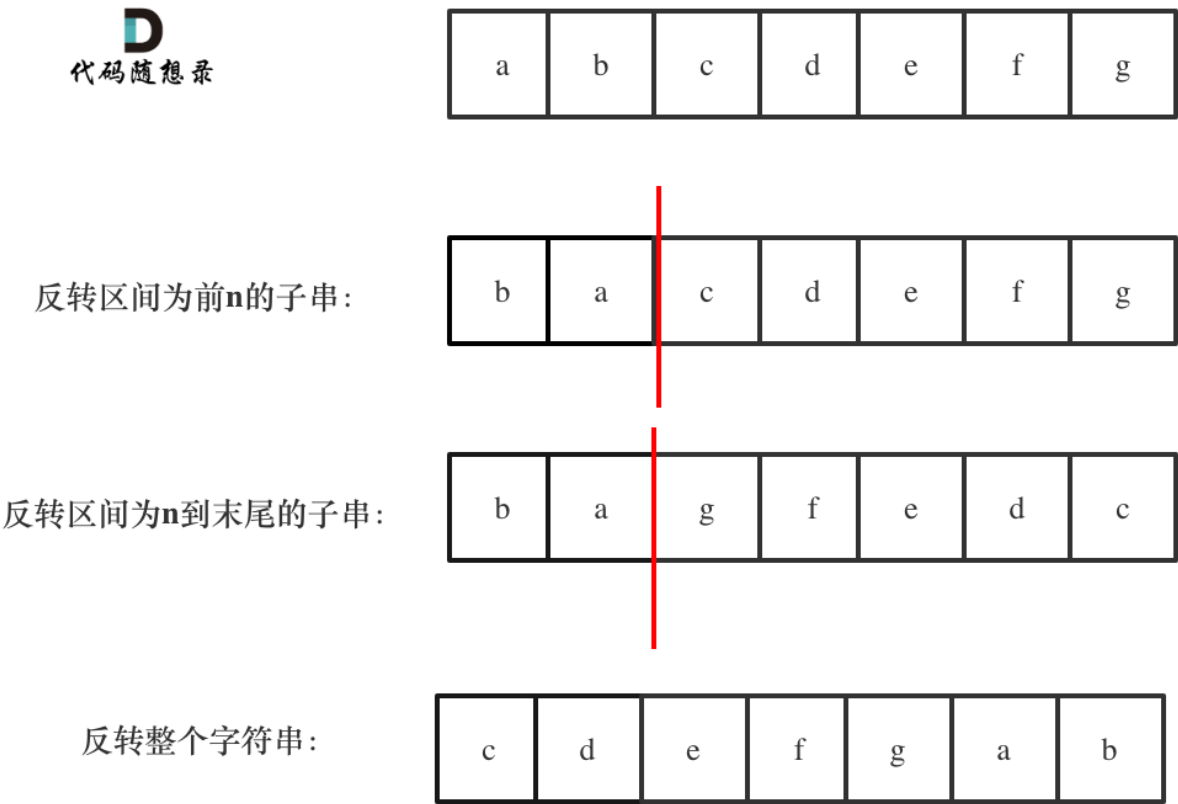 代码随想录
a b c d e f g
反转区间为前n的子串:
b a c d e f g
反转区间为n到末尾的子串:
b a g f e d c
反转整个字符串:
c d e f g a b